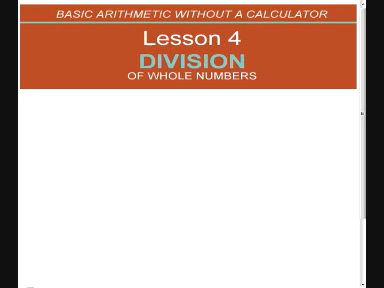 BASIC ARITHMETIC WITHOUT A CALCULATOR
Lesson 4
DIVISION
OF WHOLE NUMBERS